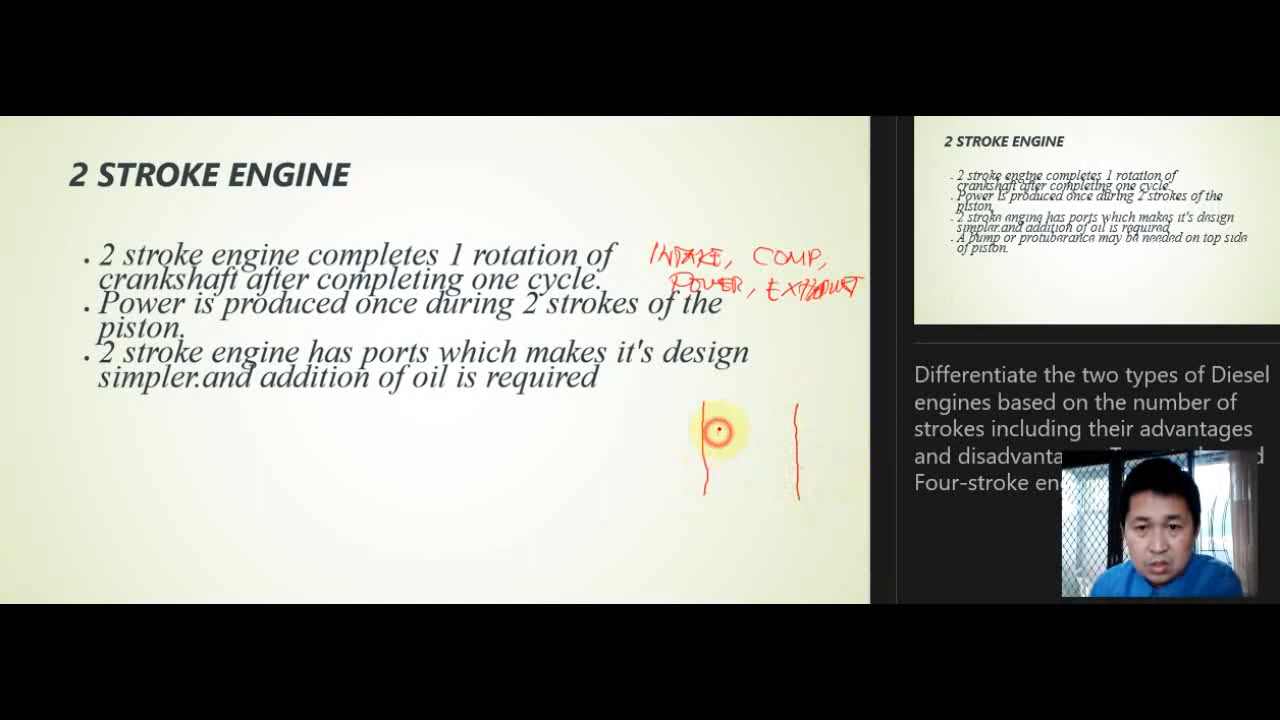 2 STROKE ENGINE
2 stroke engine completes 1 rotation of
crankshaft after completing one cycle.
Power is produced once during 2 strokes of the
piston.
2 stroke engine has ports which makes it's design
simpler.and addition of oil is required
INTAKE, COMP,
POWER, EXHAUST
2 STROKE ENGINE
2 stroke engine completes 1 rotation of
crankshaft after completing one cycle.
Power is produced once during 2 strokes of the
piston.
2 stroke engine has ports which makes it's design
simpler.and addition of oil is required
A bump or protuberance may be needed on top side
of piston.
Differentiate the two types of Diesel
engines based on the number of
strokes including their advantages
and disadvanta
Four-stroke en